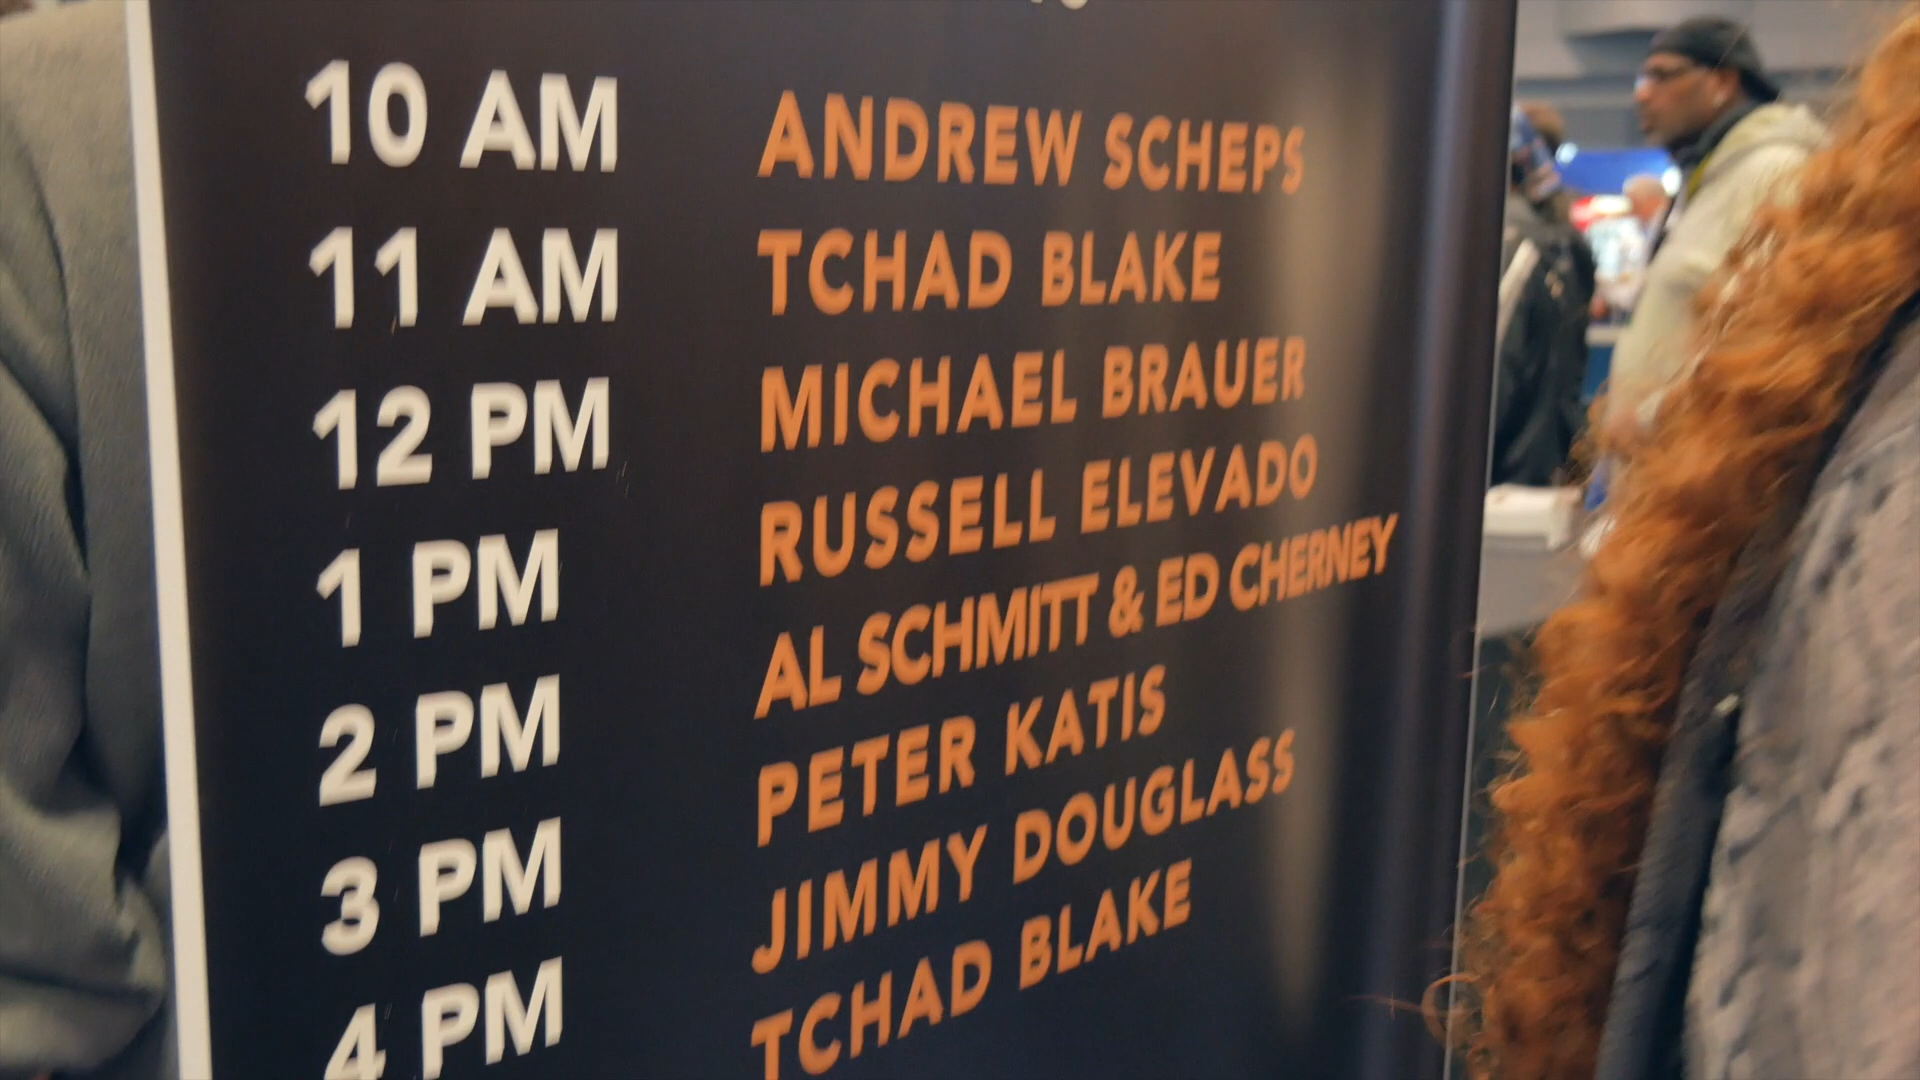 10 AM ANDREW SCHEPS
11 AM TCHAD BLAKE
12 PM MICHAEL BRAUER
1 PM RUSSELL ELEVADO
2 PM AL SCHMITT & ED CHERNEY
3 PM PETER KATIS
4 PM JIMMY DOUGLASS
TCHAD BLAKE